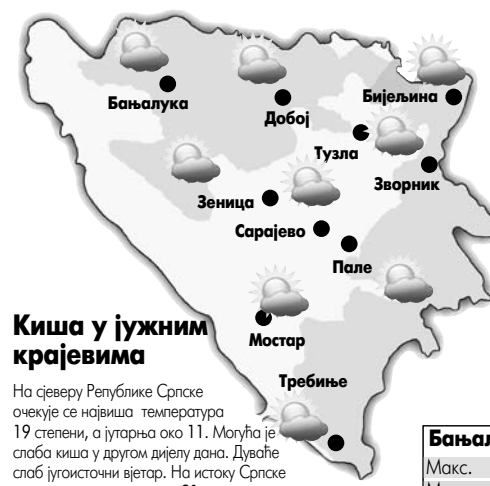 Бањалука
Добој
Бијељина
Тузла
Зворник
Зеница
Сарајево
Пале
Мостар
Требиње
Киша у јужним
крајевима
На сјеверу Републике Српске
очекује се највиша температура
19 степени, а јутарња око 11. Могућа је
слаба киша у другом дијелу дана. Дуваће
слаб југоисточни вјетар. На истоку Српске
Макс.